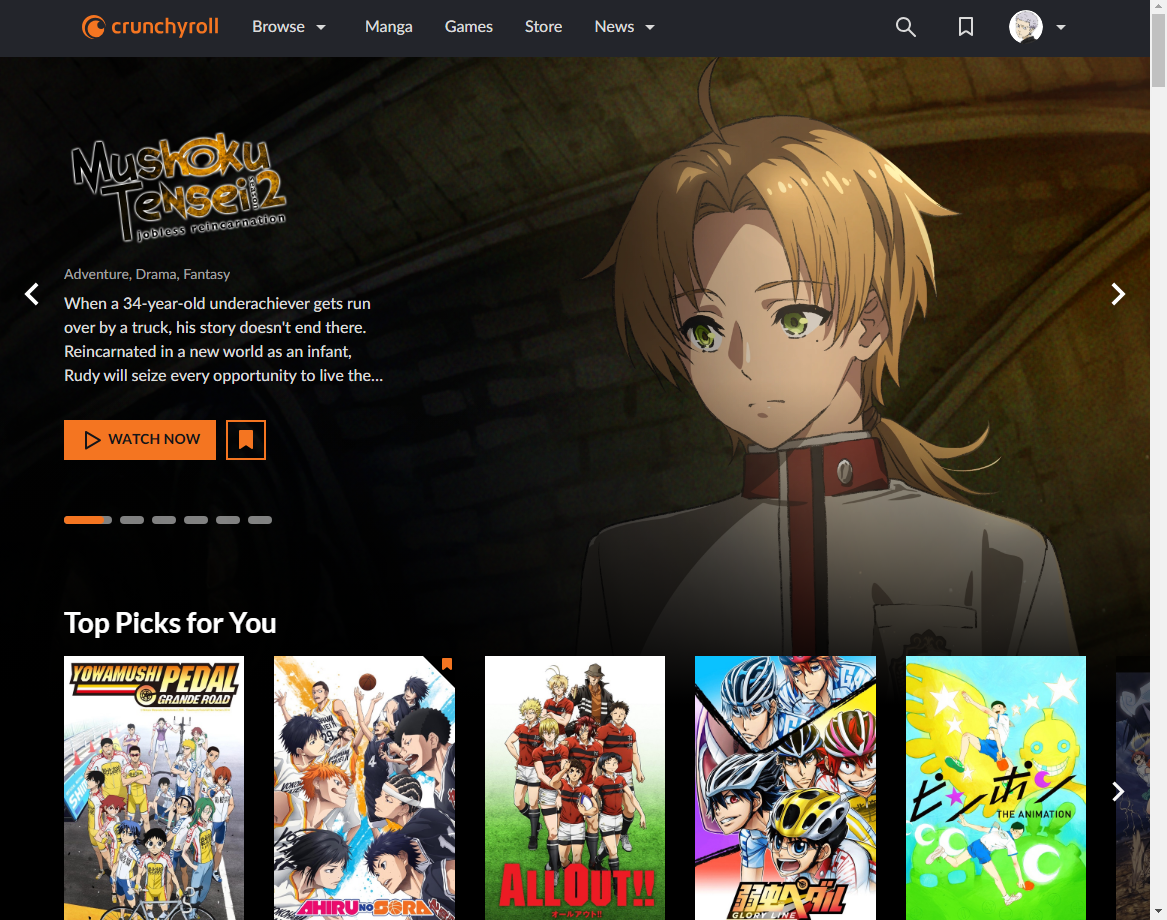 crunchyroll
Browse
Manga
Games
Store
News
Mushoku
Tensei 2
season
jobless reincarnation
Adventure, Drama, Fantasy
When a 34-year-old underachiever gets run
over by a truck, his story doesn't end there.
Reincarnated in a new world as an infant,
Rudy will seize every opportunity to live the...
WATCH NOW
Top Picks for You
YOWAMUSHI
PEDAL
GRANDE ROAD
AHIRU NO SORA
ALL OUT!!
オールアウト!!
弱虫ペダル
GLORY LINE
ピンポン
THE ANIMATION